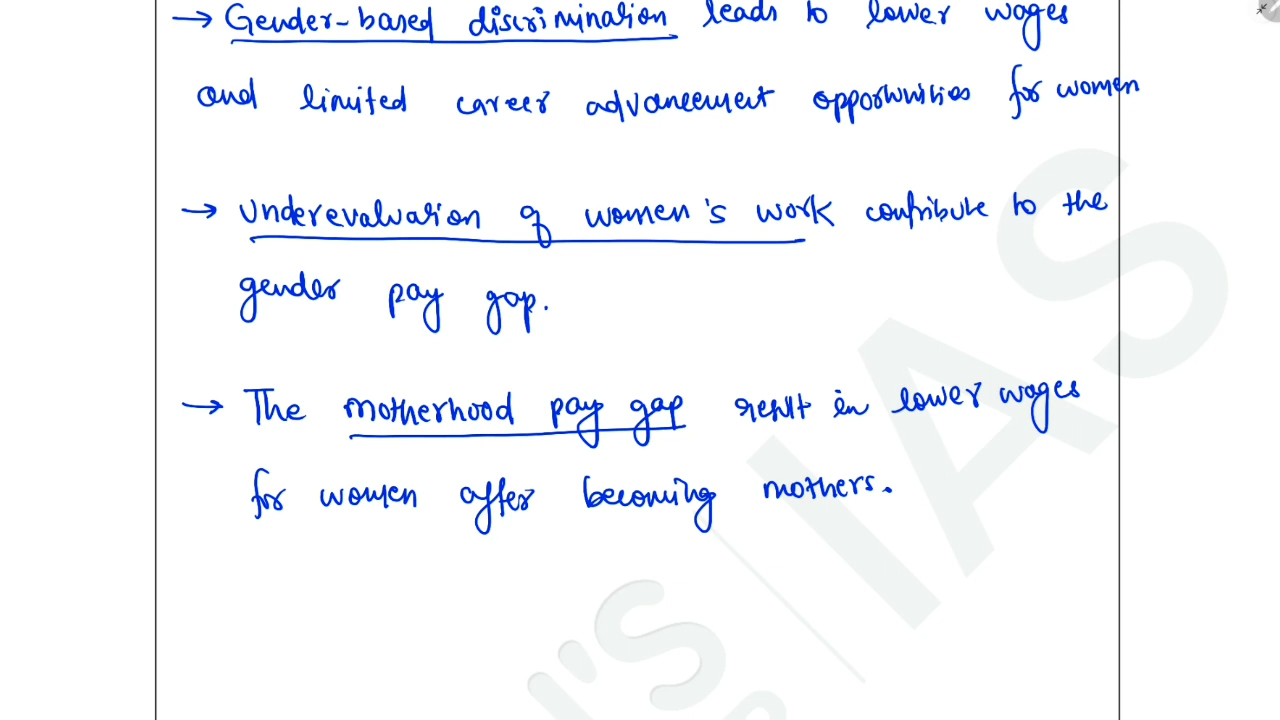 → Gender-based discrimination leads to lower wages
and limited career advancement opportunities for women
→ Underevaluation of women's work contribute to the
gender pay gap.
→ The motherhood pay gap result in lower wages
for women after becoming mothers.
'S | IAS